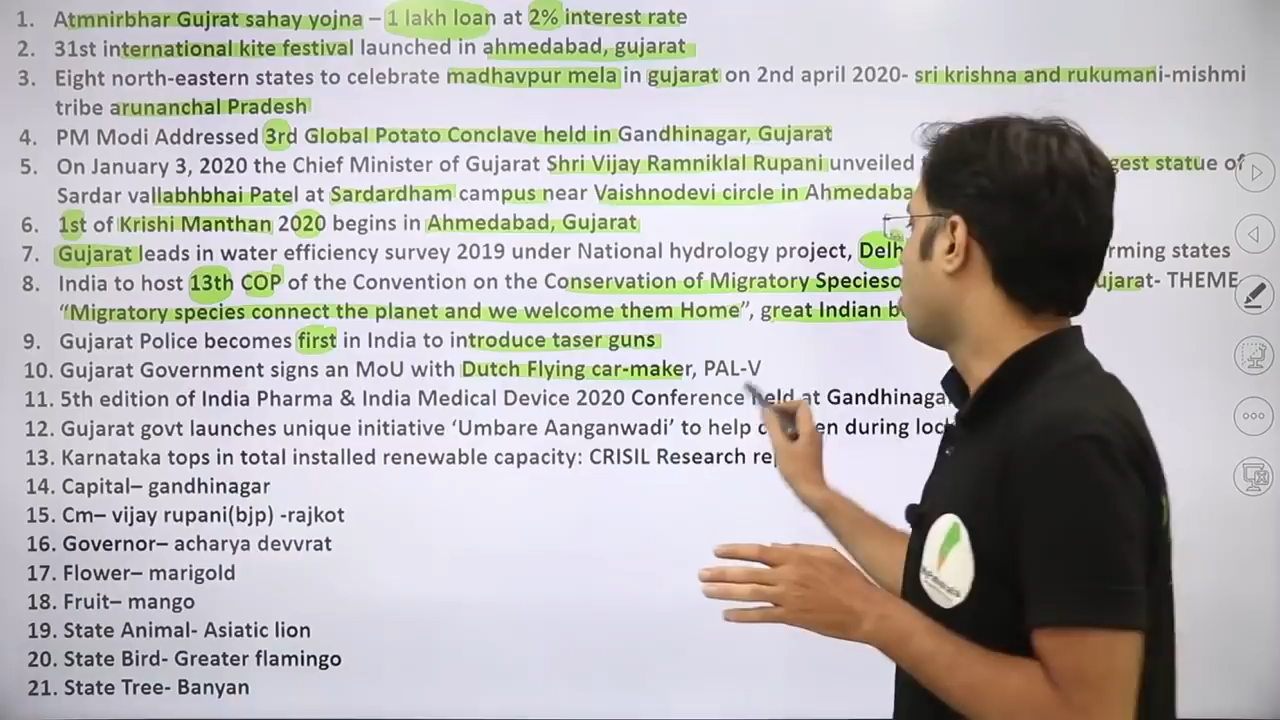 1. Atmnirbhar Gujrat sahay yojna – 1 lakh loan at 2% interest rate
2. 31st international kite festival launched in ahmedabad, gujarat
3. Eight north-eastern states to celebrate madhavpur mela in gujarat on 2nd april 2020- sri krishna and rukumani-mishmi
tribe arunanchal Pradesh
4. PM Modi Addressed 3rd Global Potato Conclave held in Gandhinagar, Gujarat
5. On January 3, 2020 the Chief Minister of Gujarat Shri Vijay Ramniklal Rupani unveiled statue of
Sardar vallabhbhai Patel at Sardardham campus near Vaishnodevi circle in
6. 1st of Krishi Manthan 2020 begins in Ahmedabad, Gujarat
7. Gujarat leads in water efficiency survey 2019 under National hydrology project, states
8. India to host 13th COP of the Convention on the Conservation of Migratory Specieso - THEME
“Migratory species connect the planet and we welcome them Home”, great Indian
9. Gujarat Police becomes first in India to introduce taser guns
10. Gujarat Government signs an MoU with Dutch Flying car-maker, PAL-V
11. 5th edition of India Pharma & India Medical Device 2020 Conference held at
12. Gujarat govt launches unique initiative ‘Umbare Aanganwadi’ to help during
13. Karnataka tops in total installed renewable capacity: CRISIL Research
14. Capital– gandhinagar
15. Cm– vijay rupani(bjp) -rajkot
16. Governor– acharya devvrat
17. Flower– marigold
18. Fruit– mango
19. State Animal- Asiatic lion
20. State Bird- Greater flamingo
21. State Tree- Banyan